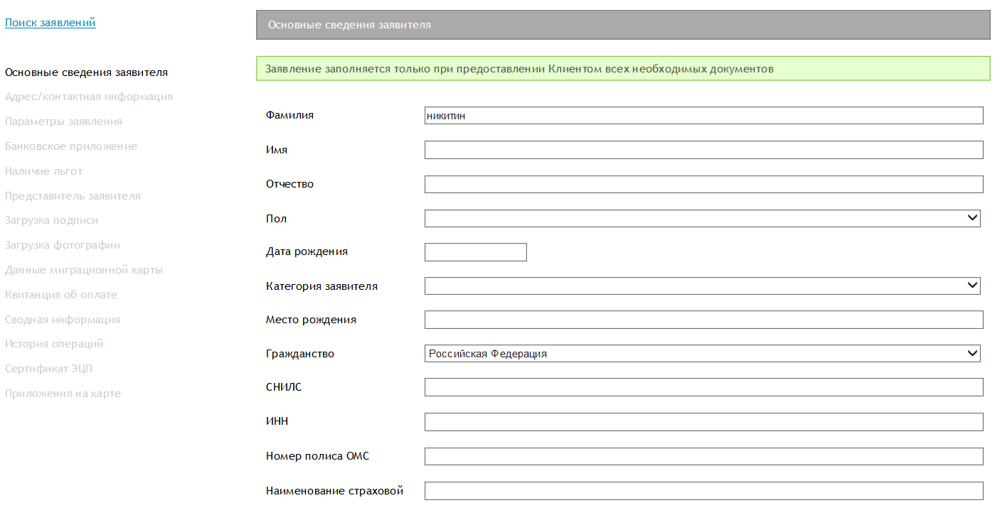 Поиск заявлений
Основные сведения заявителя
Адрес/контактная информация
Параметры заявления
Банковское приложение
Наличие льгот
Представитель заявителя
Загрузка подписи
Загрузка фотографии
Данные миграционной карты
Квитанция об оплате
Сводная информация
История операций
Сертификат ЭЦП
Приложения на карте
Основные сведения заявителя
Заявление заполняется только при предоставлении Клиентом всех необходимых документов
Фамилия никитин
Имя
Отчество
Пол
Дата рождения
Категория заявителя
Место рождения
Гражданство Российская Федерация
СНИЛС
ИНН
Номер полиса ОМС
Наименование страховой